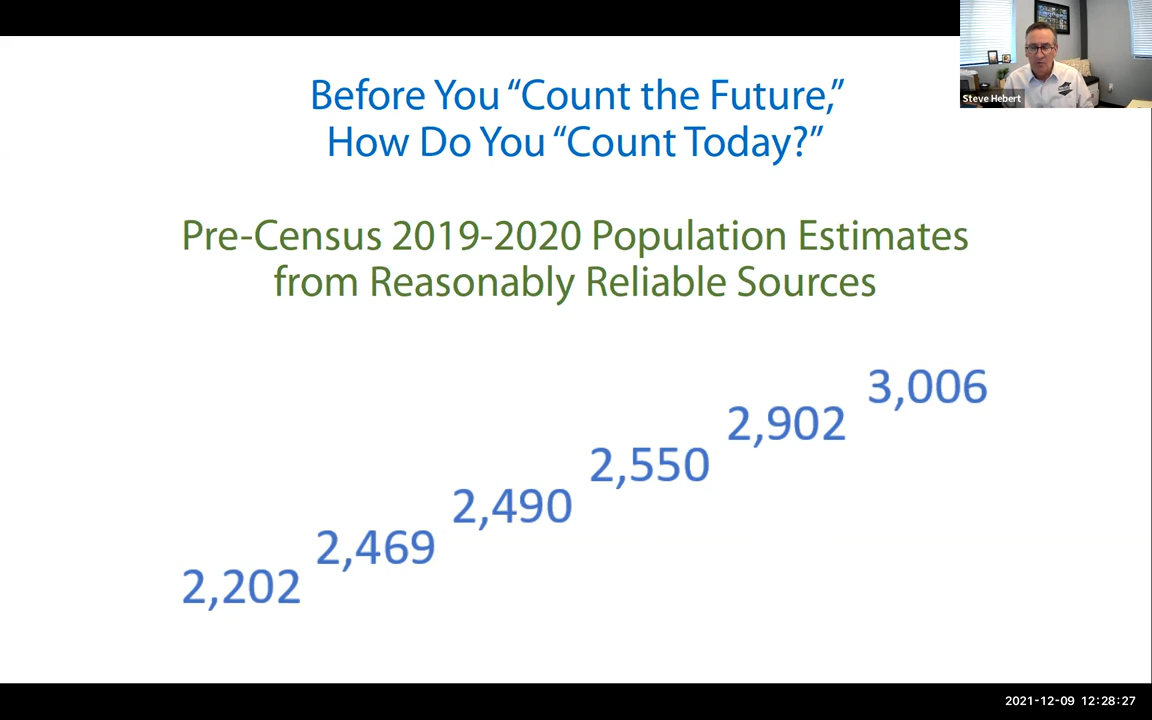 Before You “Count the Future,”
How Do You “Count Today?”
Steve Hebert
Pre-Census 2019-2020 Population Estimates
from Reasonably Reliable Sources
2,202
2,469
2,490
2,550
2,902
3,006
2021-12-09 12:28:27